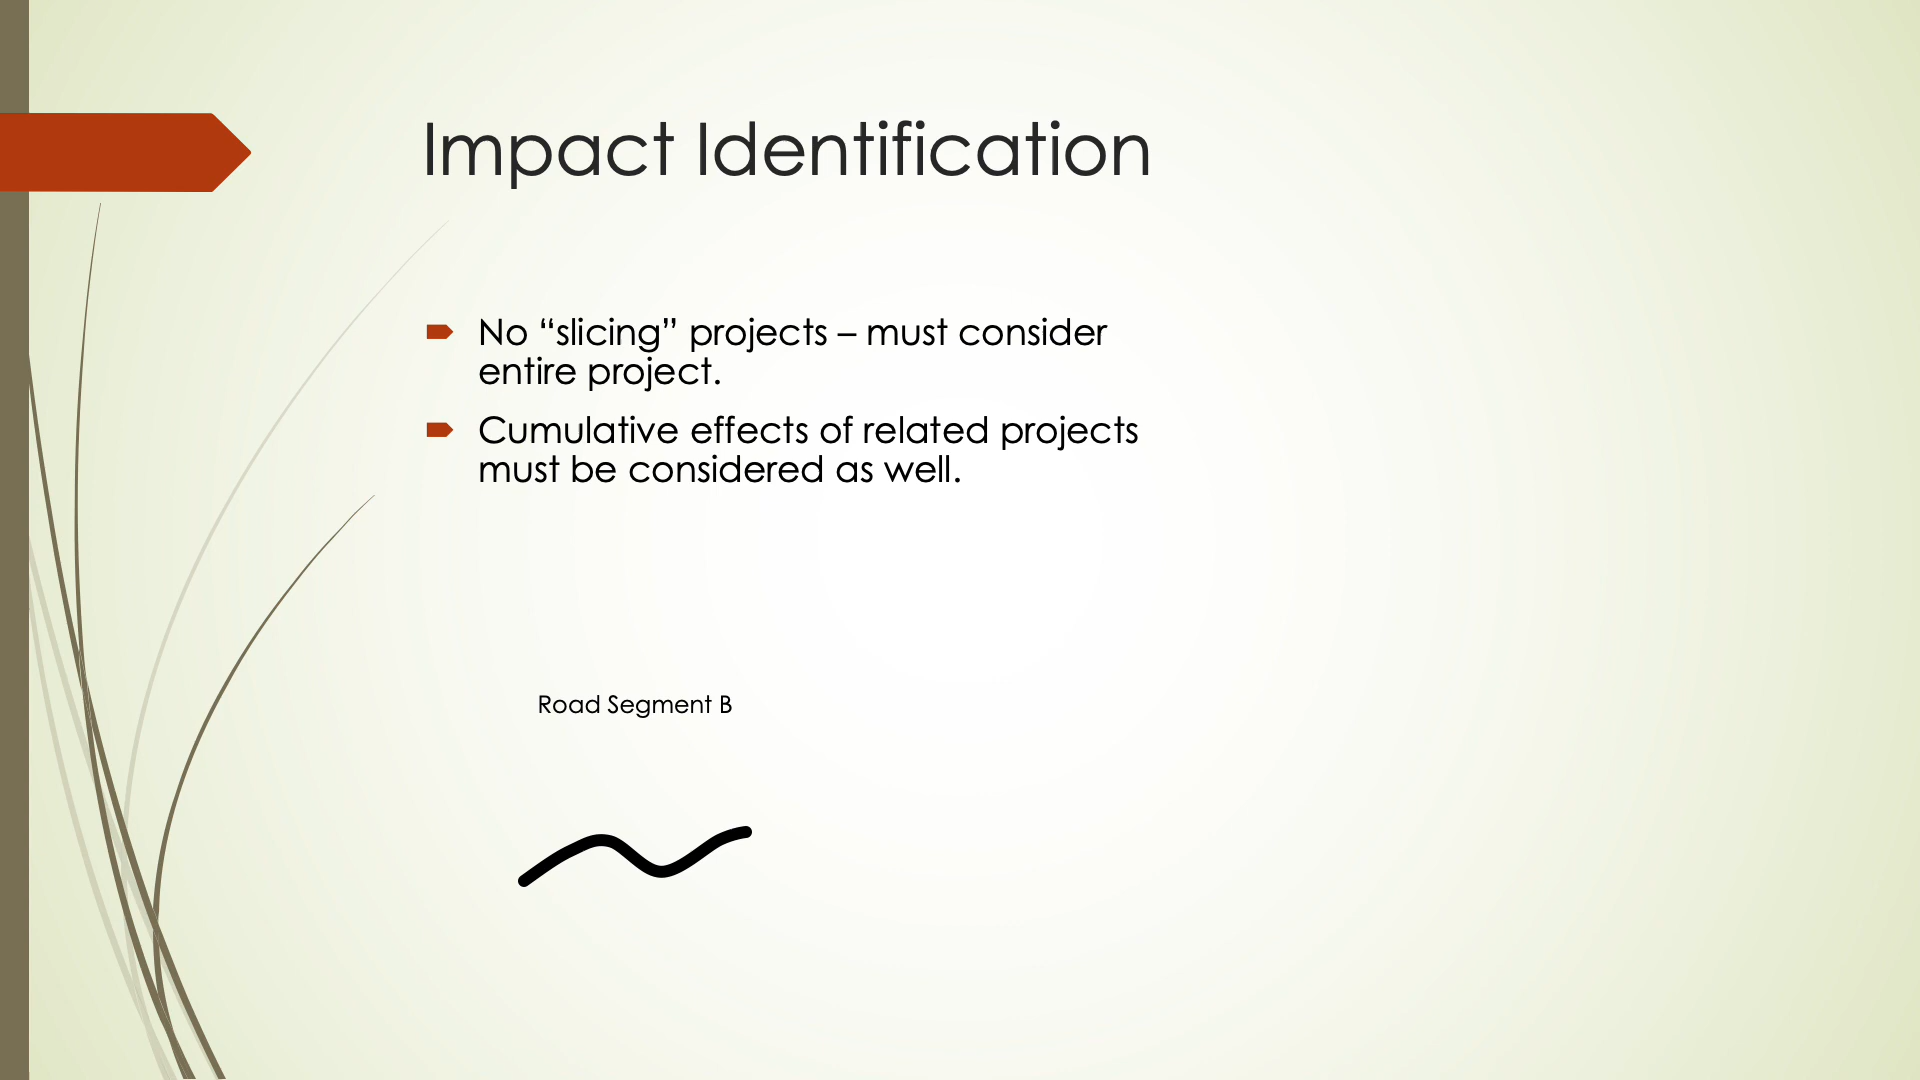 Impact Identification
No “slicing” projects – must consider
entire project.
Cumulative effects of related projects
must be considered as well.
Road Segment B